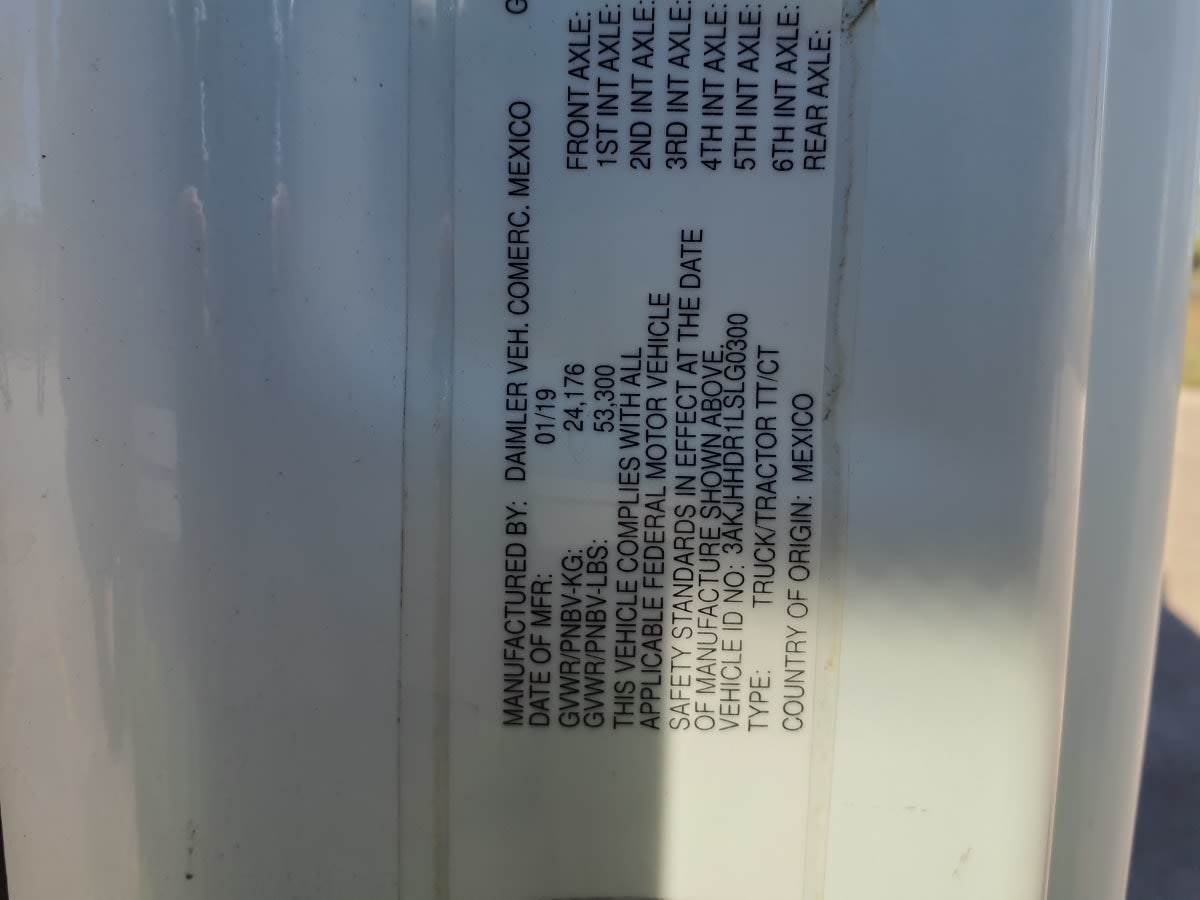 MANUFACTURED BY: DAIMLER VEH. COMERC. MEXICO G
DATE OF MFR: 01/19
GVWR/PNBV-KG: 24,176
GVWR/PNBV-LBS: 53,300
THIS VEHICLE COMPLIES WITH ALL
APPLICABLE FEDERAL MOTOR VEHICLE
SAFETY STANDARDS IN EFFECT AT THE DATE
OF MANUFACTURE SHOWN ABOVE.
VEHICLE ID NO: 3AKJHHDR1LSLG0300
TYPE: TRUCK/TRACTOR TT/CT
COUNTRY OF ORIGIN: MEXICO
FRONT AXLE:
1ST INT AXLE:
2ND INT AXLE:
3RD INT AXLE:
4TH INT AXLE:
5TH INT AXLE:
6TH INT AXLE:
REAR AXLE: